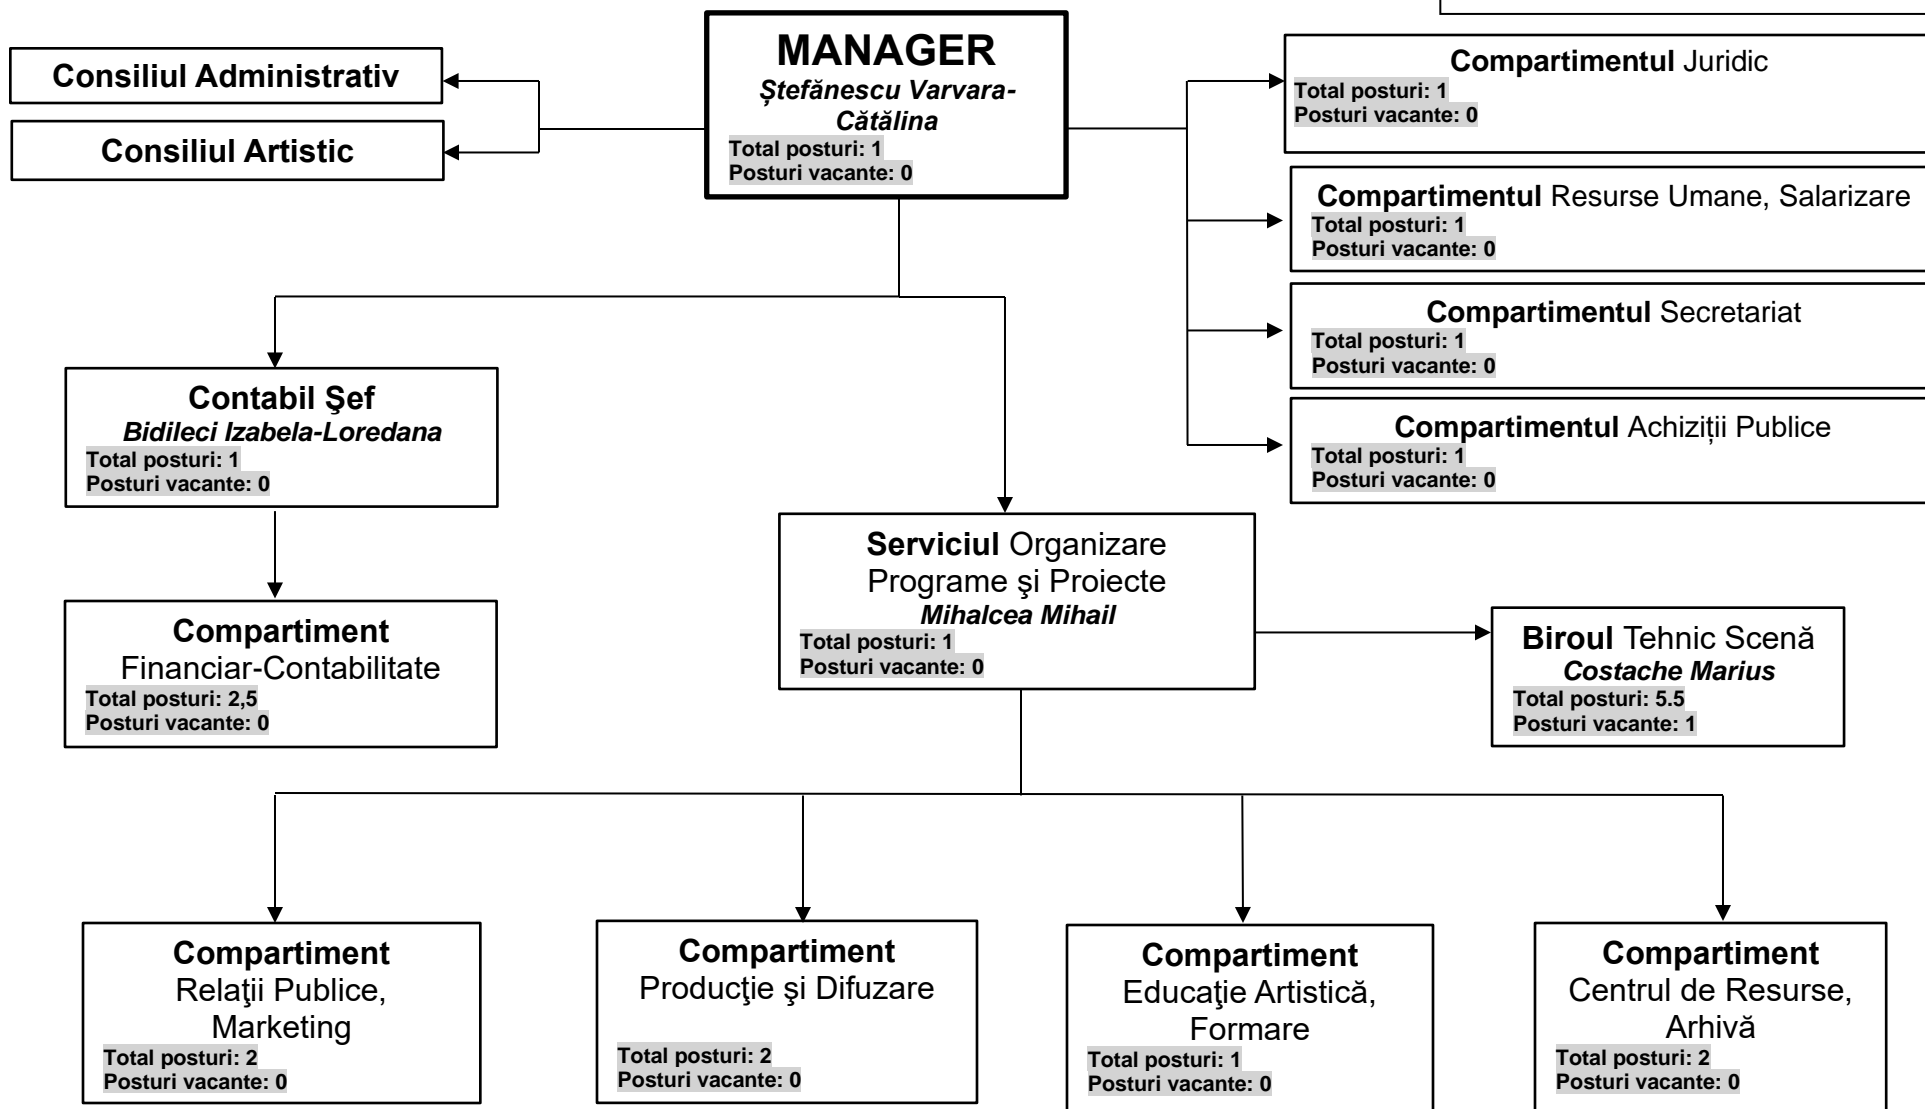 MANAGER
Ștefănescu Varvara-
Cătălina
Total posturi: 1
Posturi vacante: 0
Consiliul Administrativ
Consiliul Artistic
Compartimentul Juridic
Total posturi: 1
Posturi vacante: 0
Compartimentul Resurse Umane, Salarizare
Total posturi: 1
Posturi vacante: 0
Compartimentul Secretariat
Total posturi: 1
Posturi vacante: 0
Compartimentul Achiziții Publice
Total posturi: 1
Posturi vacante: 0
Contabil Şef
Bidileci Izabela-Loredana
Total posturi: 1
Posturi vacante: 0
Compartiment
Financiar-Contabilitate
Total posturi: 2,5
Posturi vacante: 0
Serviciul Organizare
Programe şi Proiecte
Mihalcea Mihail
Total posturi: 1
Posturi vacante: 0
Biroul Tehnic Scenă
Costache Marius
Total posturi: 5.5
Posturi vacante: 1
Compartiment
Relaţii Publice,
Marketing
Total posturi: 2
Posturi vacante: 0
Compartiment
Producţie şi Difuzare
Total posturi: 2
Posturi vacante: 0
Compartiment
Educaţie Artistică,
Formare
Total posturi: 1
Posturi vacante: 0
Compartiment
Centrul de Resurse,
Arhivă
Total posturi: 2
Posturi vacante: 0